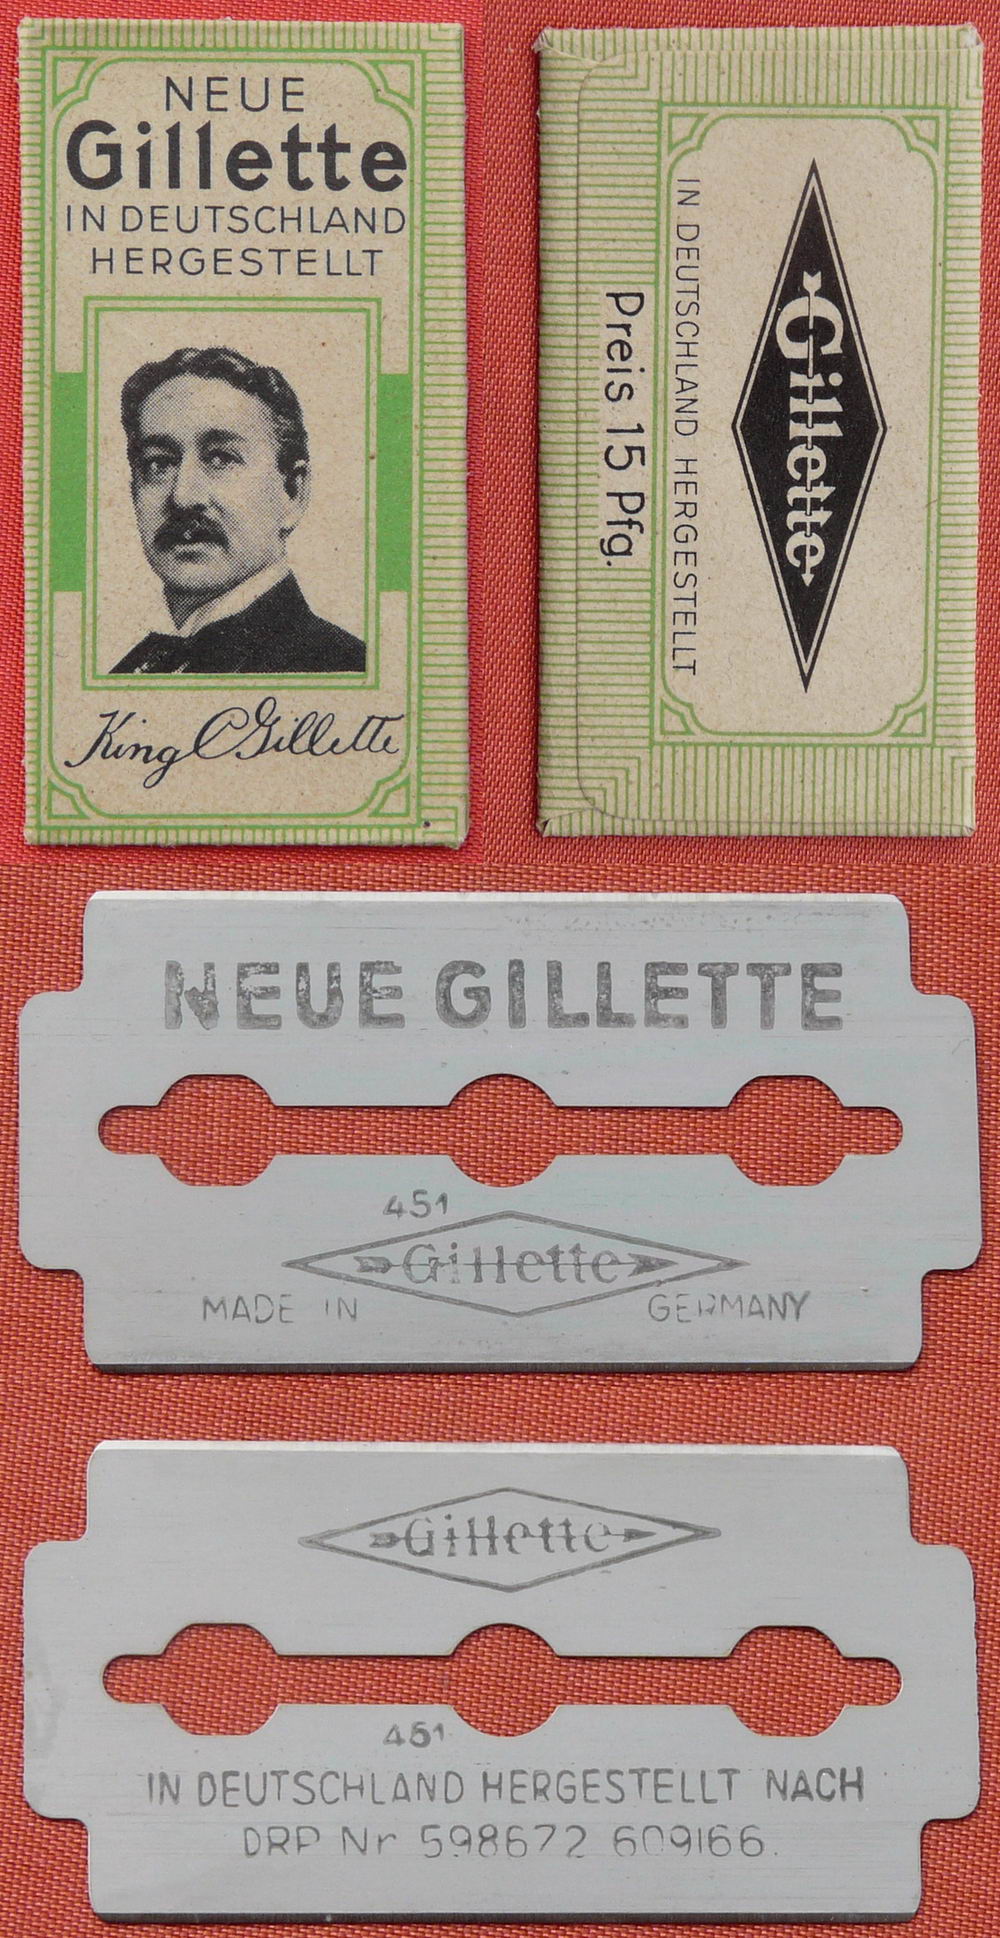 NEUE
Gillette
IN DEUTSCHLAND
HERGESTELLT
King C Gillette
Gillette
IN DEUTSCHLAND HERGESTELLT
Preis 15 Pfg.
NEUE GILLETTE
451
Gillette
MADE IN GERMANY
Gillette
451
IN DEUTSCHLAND HERGESTELLT NACH
DRP Nr 598672 609166.